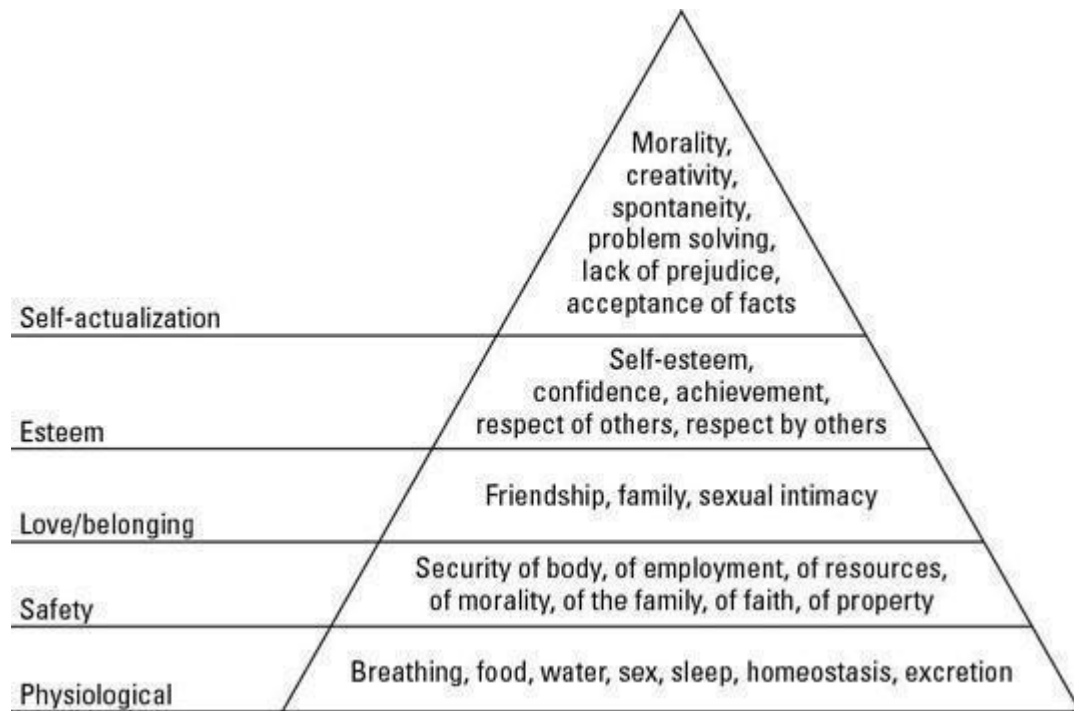 Morality,
creativity,
spontaneity,
problem solving,
lack of prejudice,
acceptance of facts
Self-actualization
Self-esteem,
confidence, achievement,
respect of others, respect by others
Esteem
Friendship, family, sexual intimacy
Love/belonging
Security of body, of employment, of resources,
of morality, of the family, of faith, of property
Safety
Breathing, food, water, sex, sleep, homeostasis, excretion
Physiological